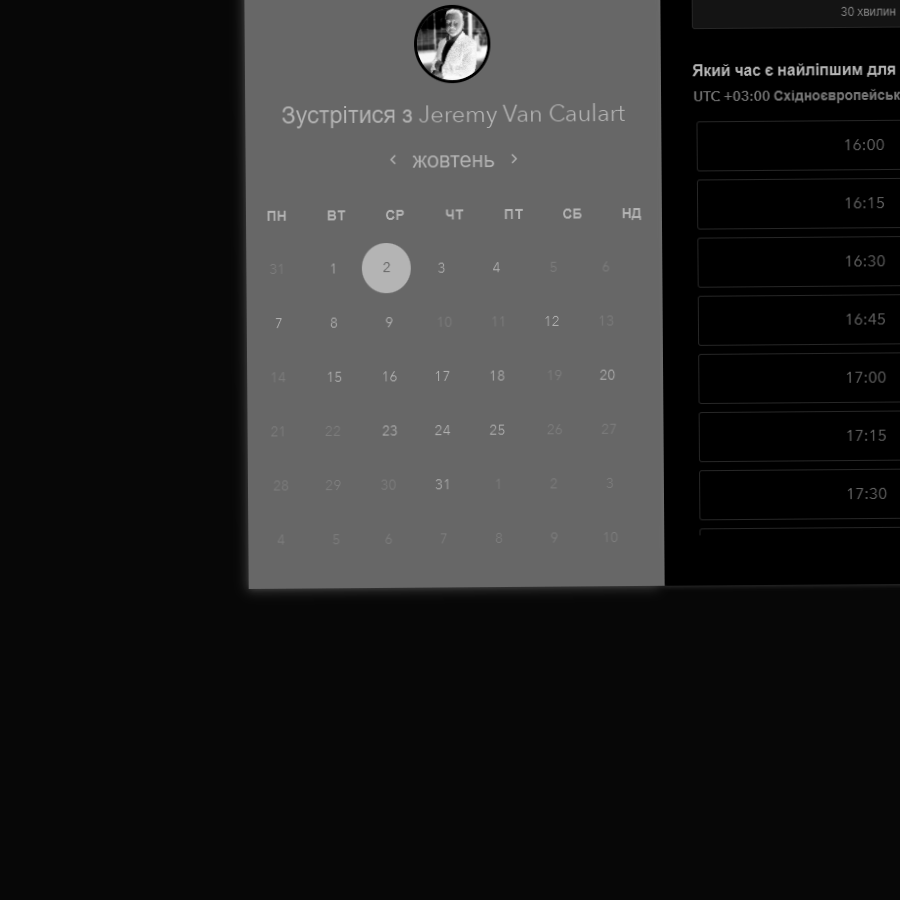 Зустрітися з Jeremy Van Caulart
жовтень
ПН ВТ СР ЧТ ПТ СБ НД
31 1 2 3 4 5 6
7 8 9 10 11 12 13
14 15 16 17 18 19 20
21 22 23 24 25 26 27
28 29 30 31 1 2 3
4 5 6 7 8 9 10
30 хвилин
Який час є найліпшим для
UTC +03:00
16:00
16:15
16:30
16:45
17:00
17:15
17:30